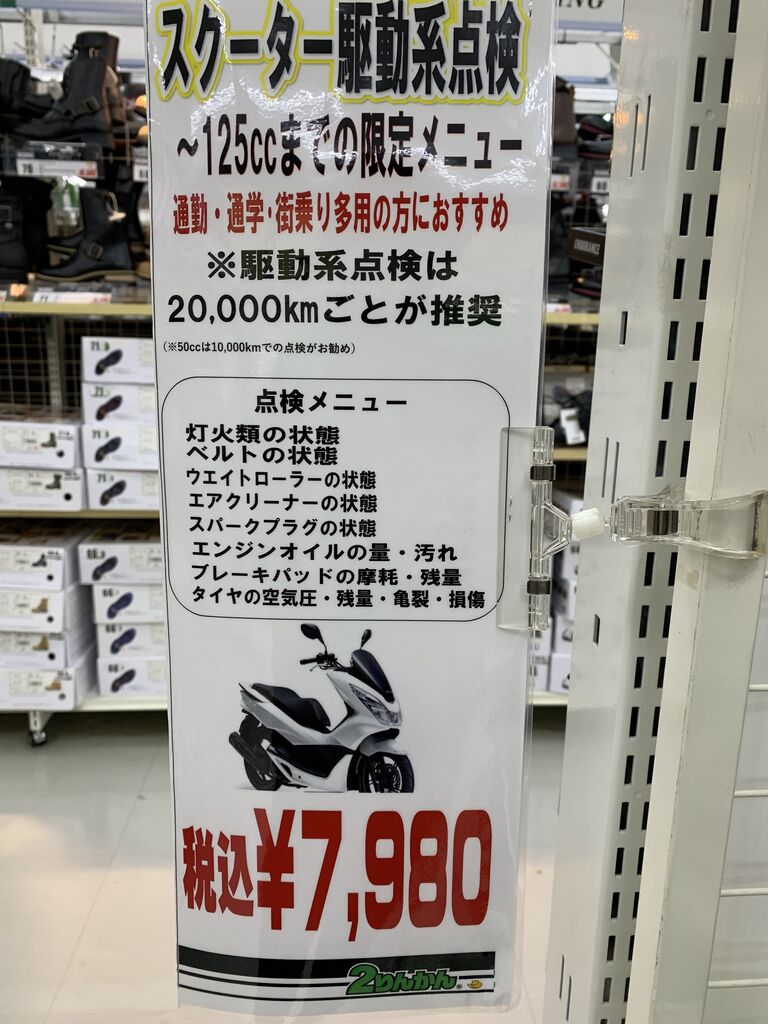 スクーター駆動系点検
～125ccまでの限定メニュー
通勤・通学・街乗り多用の方におすすめ
※駆動系点検は
20,000kmごとが推奨
(※50ccは10,000kmでの点検がお勧め)
点検メニュー
灯火類の状態
ベルトの状態
ウエイトローラーの状態
エアクリーナーの状態
スパークプラグの状態
エンジンオイルの量・汚れ
ブレーキパッドの摩耗・残量
タイヤの空気圧・残量・亀裂・損傷
税込¥7,980
2りんかん